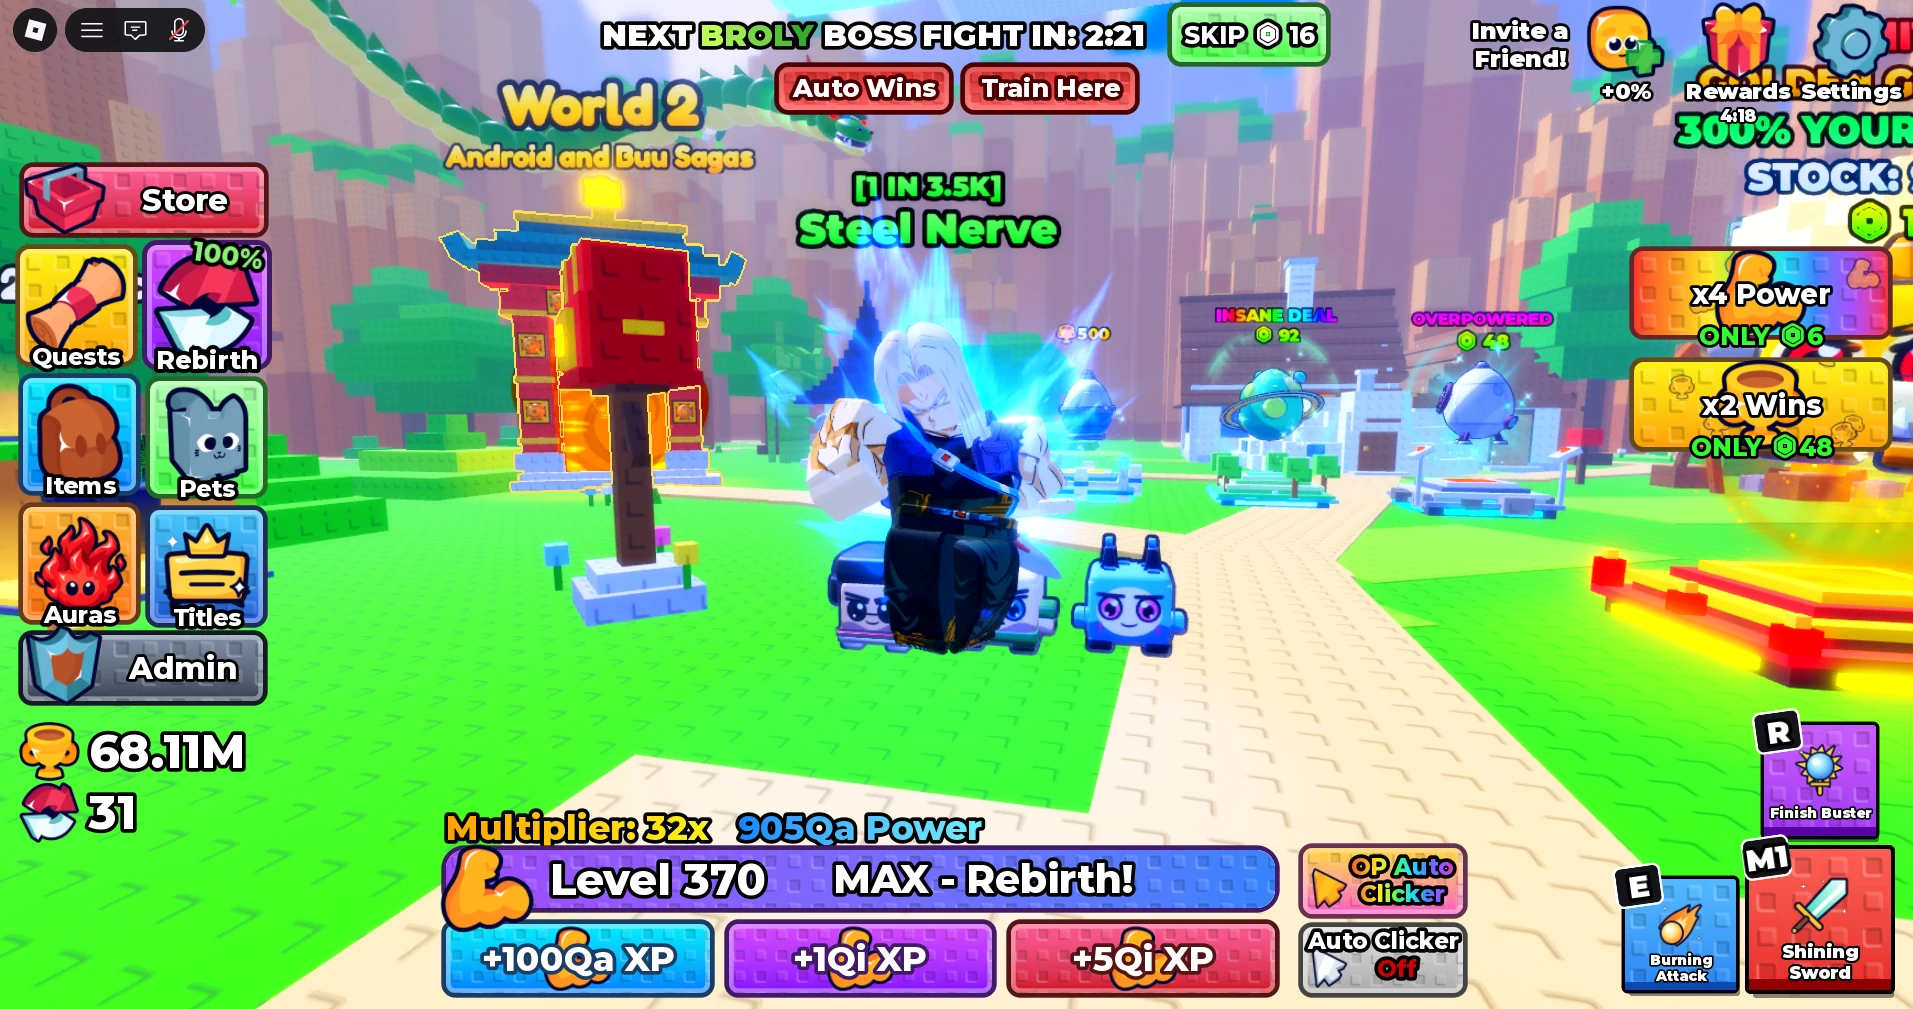 NEXT BROLY BOSS FIGHT IN: 2:21
SKIP 16
Auto Wins
Train Here
Invite a
Friend!
+0%
Rewards
4:18
Settings
World 2
Android and Buu Sagas
[1 IN 3.5K]
Steel Nerve
300% YOUR
STOCK:
Store
Quests
100%
Rebirth
Items
Pets
Auras
Titles
Admin
68.11M
31
500
INSANE DEAL
92
OVERPOWERED
48
x4 Power
ONLY 6
x2 Wins
ONLY 48
Multiplier: 32x
905Qa Power
Level 370
MAX - Rebirth!
+100Qa XP
+1Qi XP
+5Qi XP
OP Auto
Clicker
Auto Clicker
Off
R
Finish Buster
E
Burning
Attack
M1
Shining
Sword